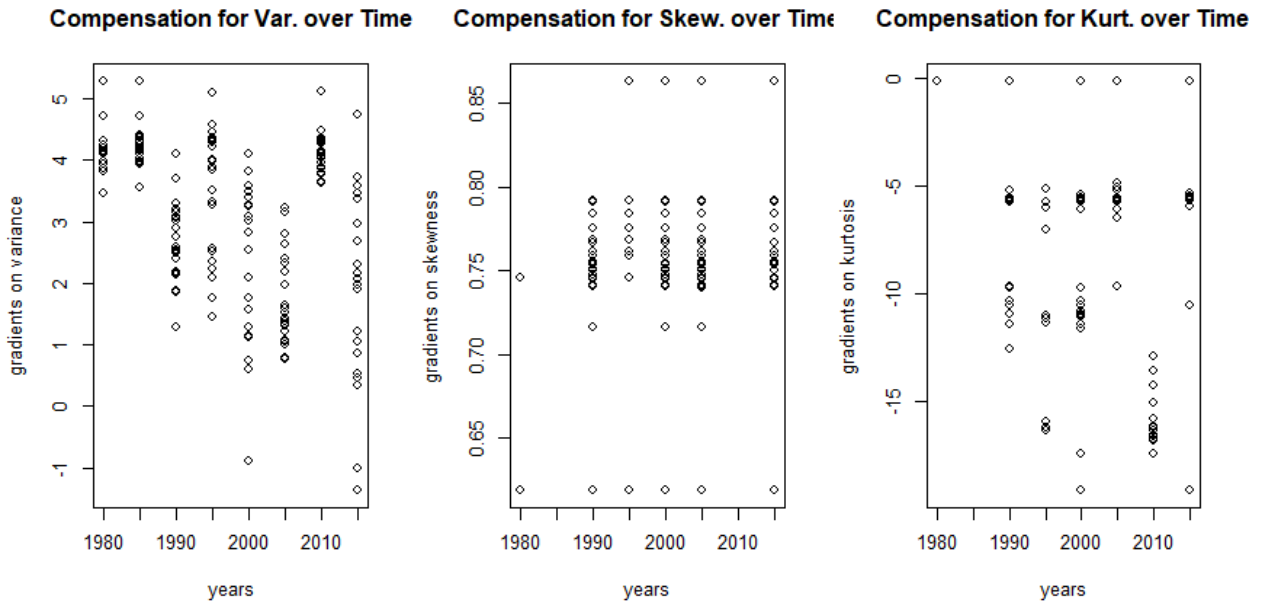 Compensation for Var. over Time
gradients on variance
5
4
3
2
1
0
-1
1980 1990 2000 2010
years
Compensation for Skew. over Time
gradients on skewness
0.85
0.80
0.75
0.70
0.65
1980 1990 2000 2010
years
Compensation for Kurt. over Time
gradients on kurtosis
0
-5
-10
-15
1980 1990 2000 2010
years